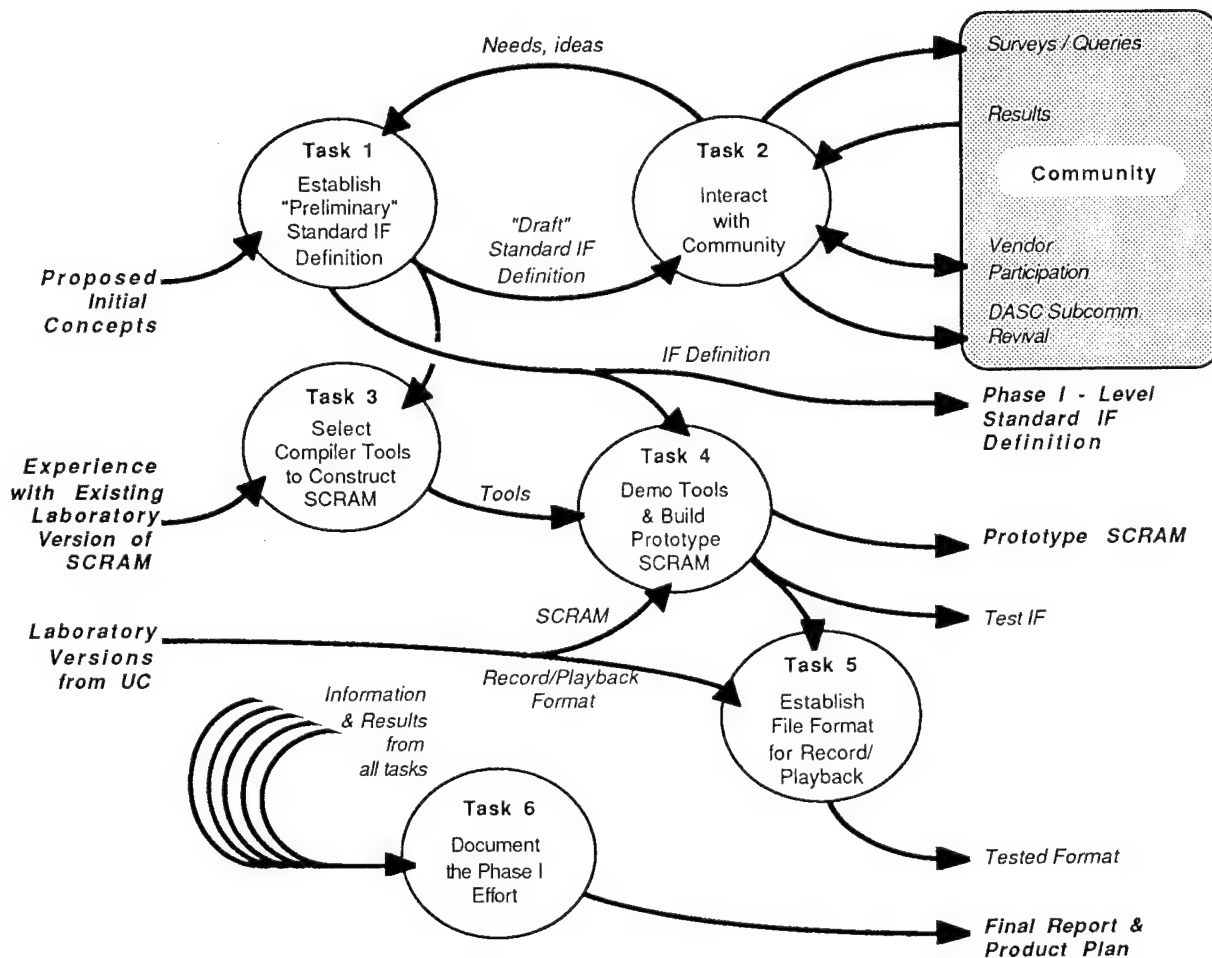 Needs, ideas
Surveys / Queries
Results
Community
Vendor
Participation
DASC Subcomm.
Revival
Task 1
Establish
"Preliminary"
Standard IF
Definition
Task 2
Interact
with
Community
"Draft"
Standard IF
Definition
Proposed
Initial
Concepts
IF Definition
Phase I - Level
Standard IF
Definition
Task 3
Select
Compiler Tools
to Construct
SCRAM
Experience
with Existing
Laboratory
Version of
SCRAM
Tools
Task 4
Demo Tools
& Build
Prototype
SCRAM
Prototype SCRAM
Test IF
Laboratory
Versions
from UC
SCRAM
Record/Playback
Format
Task 5
Establish
File Format
for Record/
Playback
Information
& Results
from
all tasks
Task 6
Document
the Phase I
Effort
Tested Format
Final Report &
Product Plan